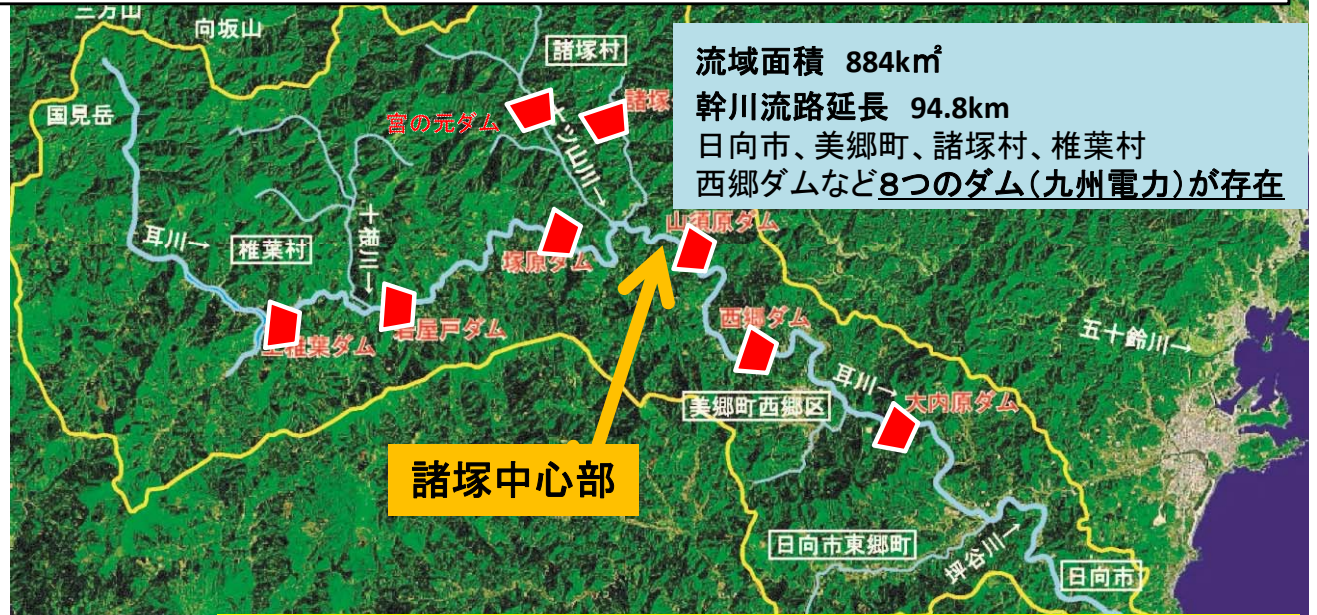 三方山
向坂山
諸塚村
流域面積 884k㎡
幹川流路延長 94.8km
日向市、美郷町、諸塚村、椎葉村
西郷ダムなど8つのダム(九州電力)が存在
国見岳
宮の元ダム
諸塚
七ツ山川→
耳川→
椎葉村
十根川→
塚原ダム
山須原ダム
上椎葉ダム
岩屋戸ダム
西郷ダム
五十鈴川→
耳川→
美郷町西郷区
大内原ダム
諸塚中心部
日向市東郷町
坪谷川→
日向市